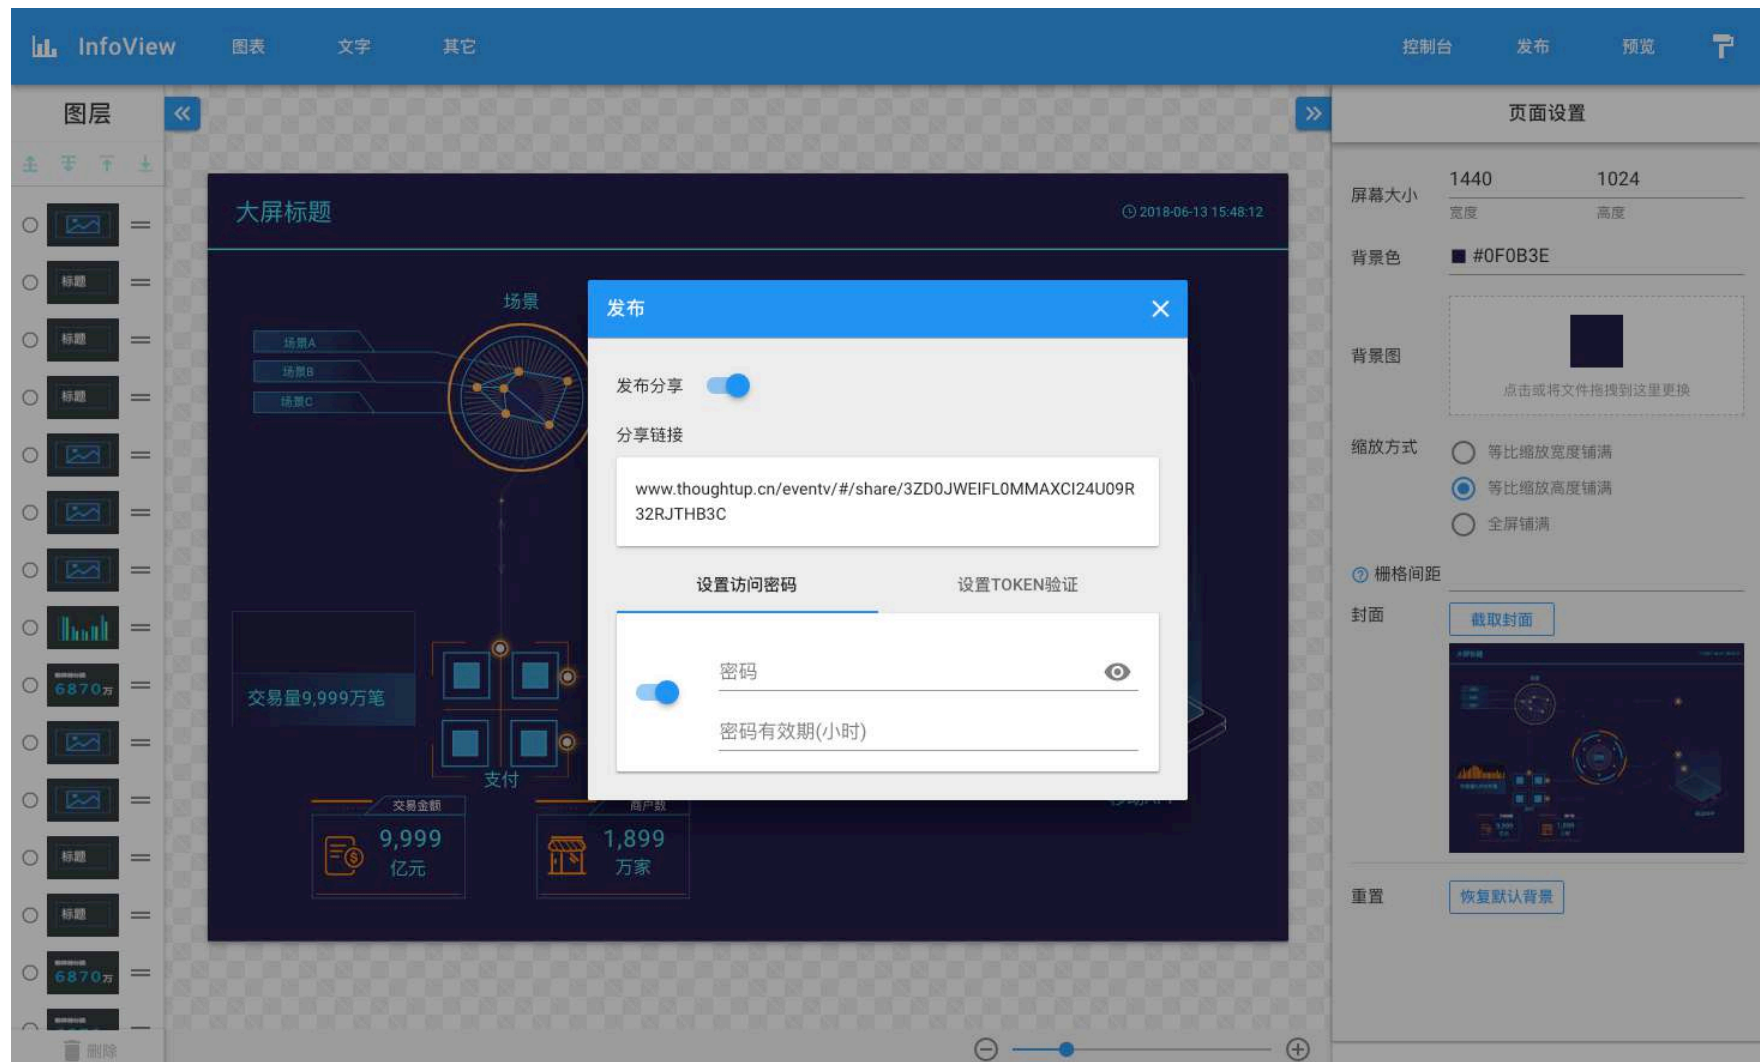 InfoView
图表
文字
其它
控制台
发布
预览
图层
标题
标题
标题
6870万
标题
标题
6870万
删除
大屏标题
2018-06-13 15:48:12
场景
场景A
场景B
场景C
交易量9,999万笔
支付
交易金额
9,999
亿元
商户数
1,899
万家
发布
发布分享
分享链接
www.thoughtup.cn/eventv/#/share/3ZD0JWEIFL0MMAXCI24U09R
32RJTHB3C
设置访问密码
设置TOKEN验证
密码
密码有效期(小时)
页面设置
屏幕大小
1440
1024
宽度
高度
背景色
#0F0B3E
背景图
点击或将文件拖拽到这里更换
缩放方式
等比缩放宽度铺满
等比缩放高度铺满
全屏铺满
栅格间距
封面
截取封面
重置
恢复默认背景